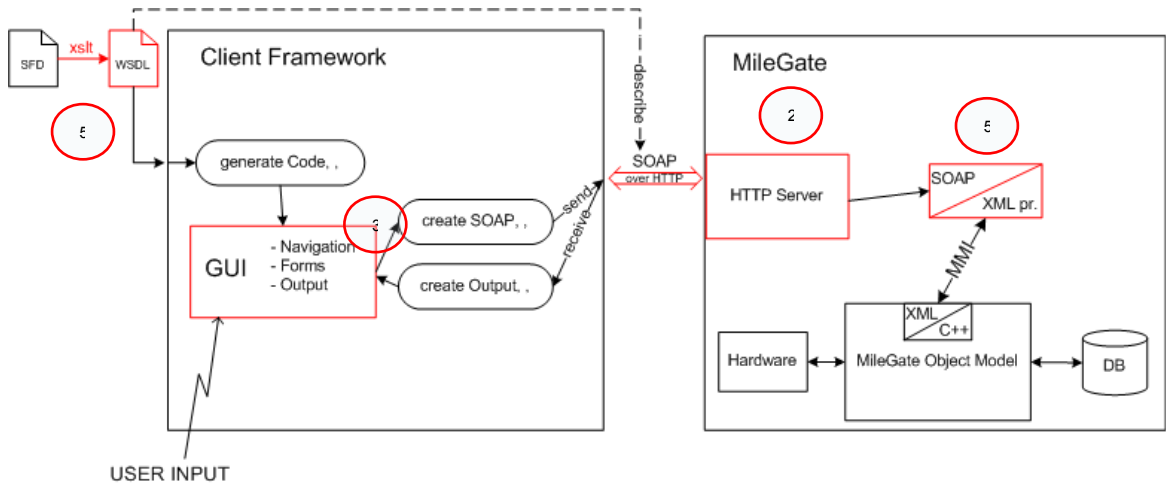 SFD
xslt
WSDL
5
Client Framework
generate Code, ,
GUI
- Navigation
- Forms
- Output
3
create SOAP, ,
create Output, ,
send
receive
USER INPUT
describe
SOAP
over HTTP
MileGate
2
HTTP Server
5
SOAP
XML pr.
MMI
XML
C++
MileGate Object Model
Hardware
DB